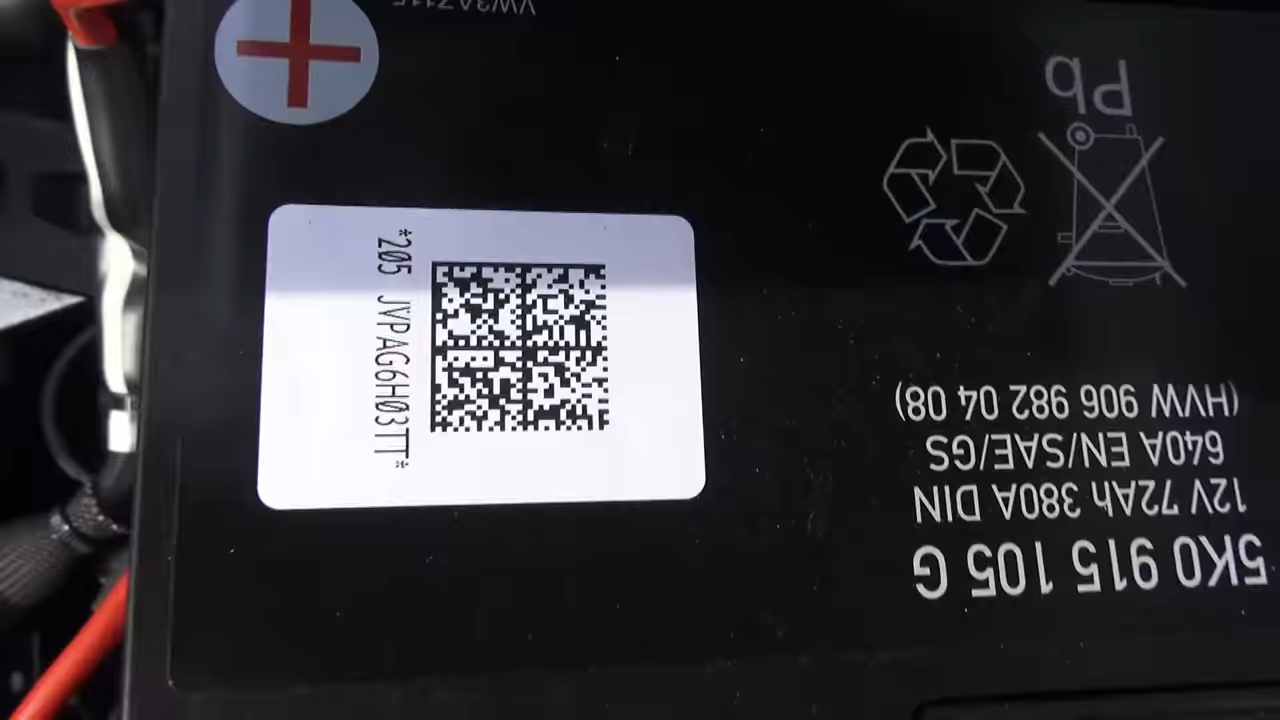 5K0 915 105 G
12V 72Ah 380A DIN
640A EN/SAE/GS
(HVW 906 982 04 08)
Pb
*205 JVPAG6H03TT*